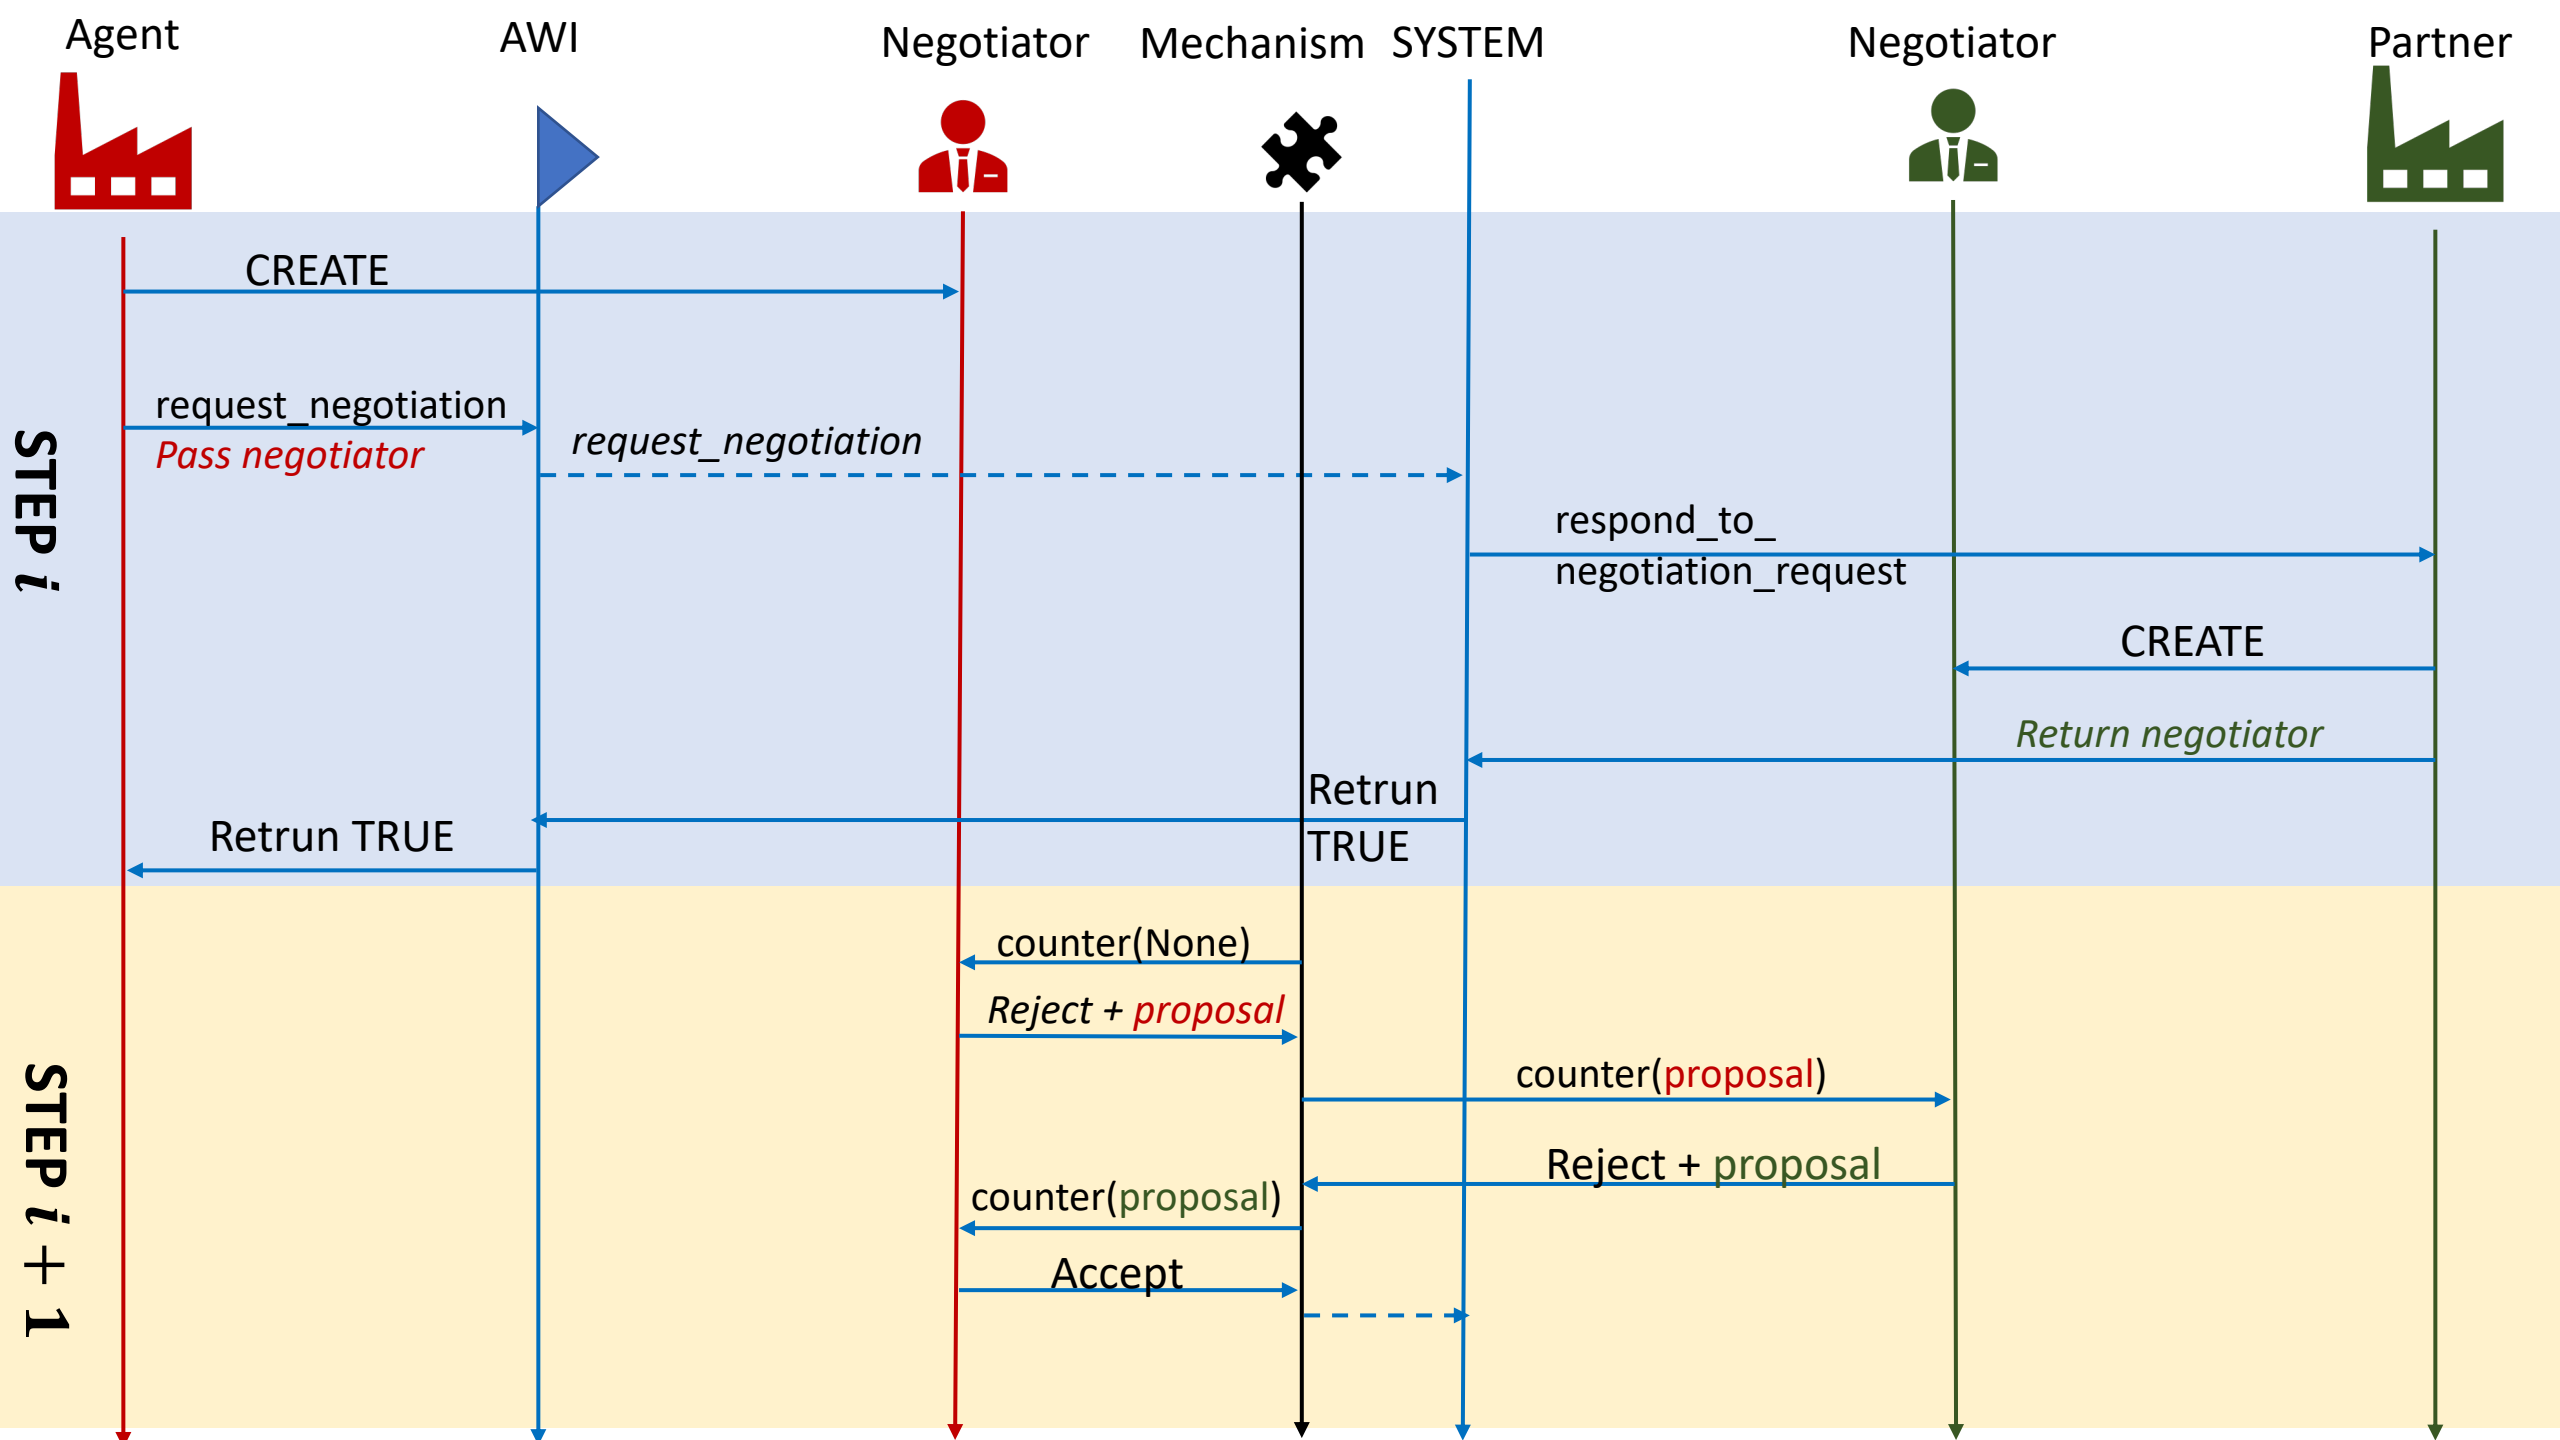 Agent
AWI
Negotiator
Mechanism
SYSTEM
Negotiator
Partner
STEP i
CREATE
request_negotiation
Pass negotiator
request_negotiation
respond_to_
negotiation_request
CREATE
Return negotiator
Retrun
TRUE
Retrun TRUE
STEP i + 1
counter(None)
Reject + proposal
counter(proposal)
Reject + proposal
counter(proposal)
Accept